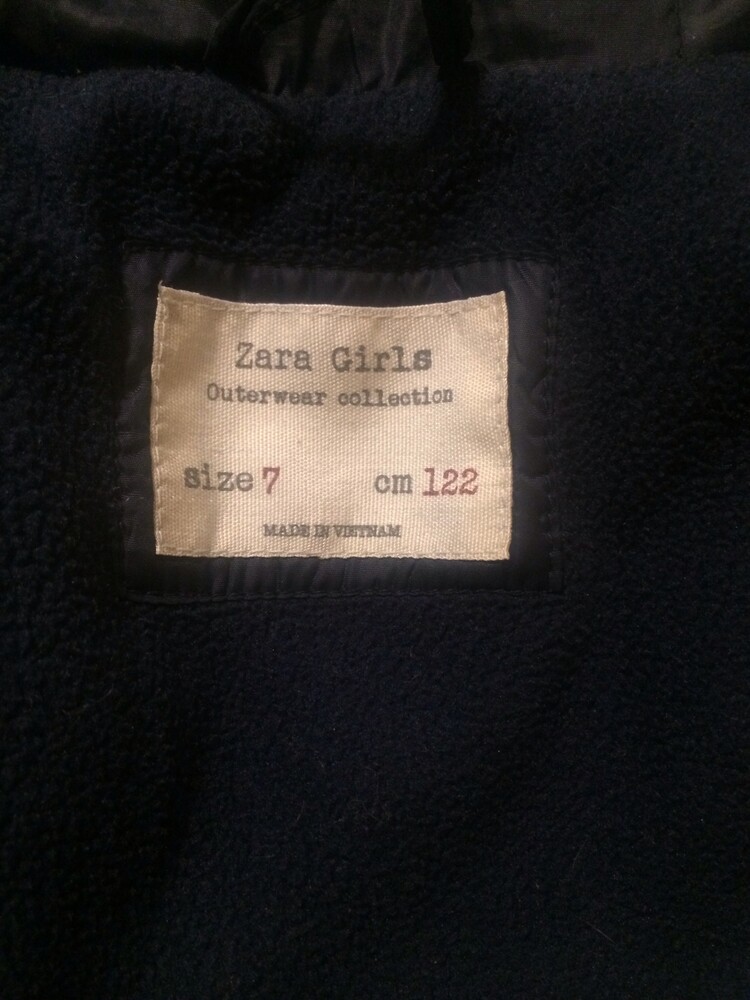 Zara Girls
Outerwear collection
size 7 cm 122
MADE IN VIETNAM